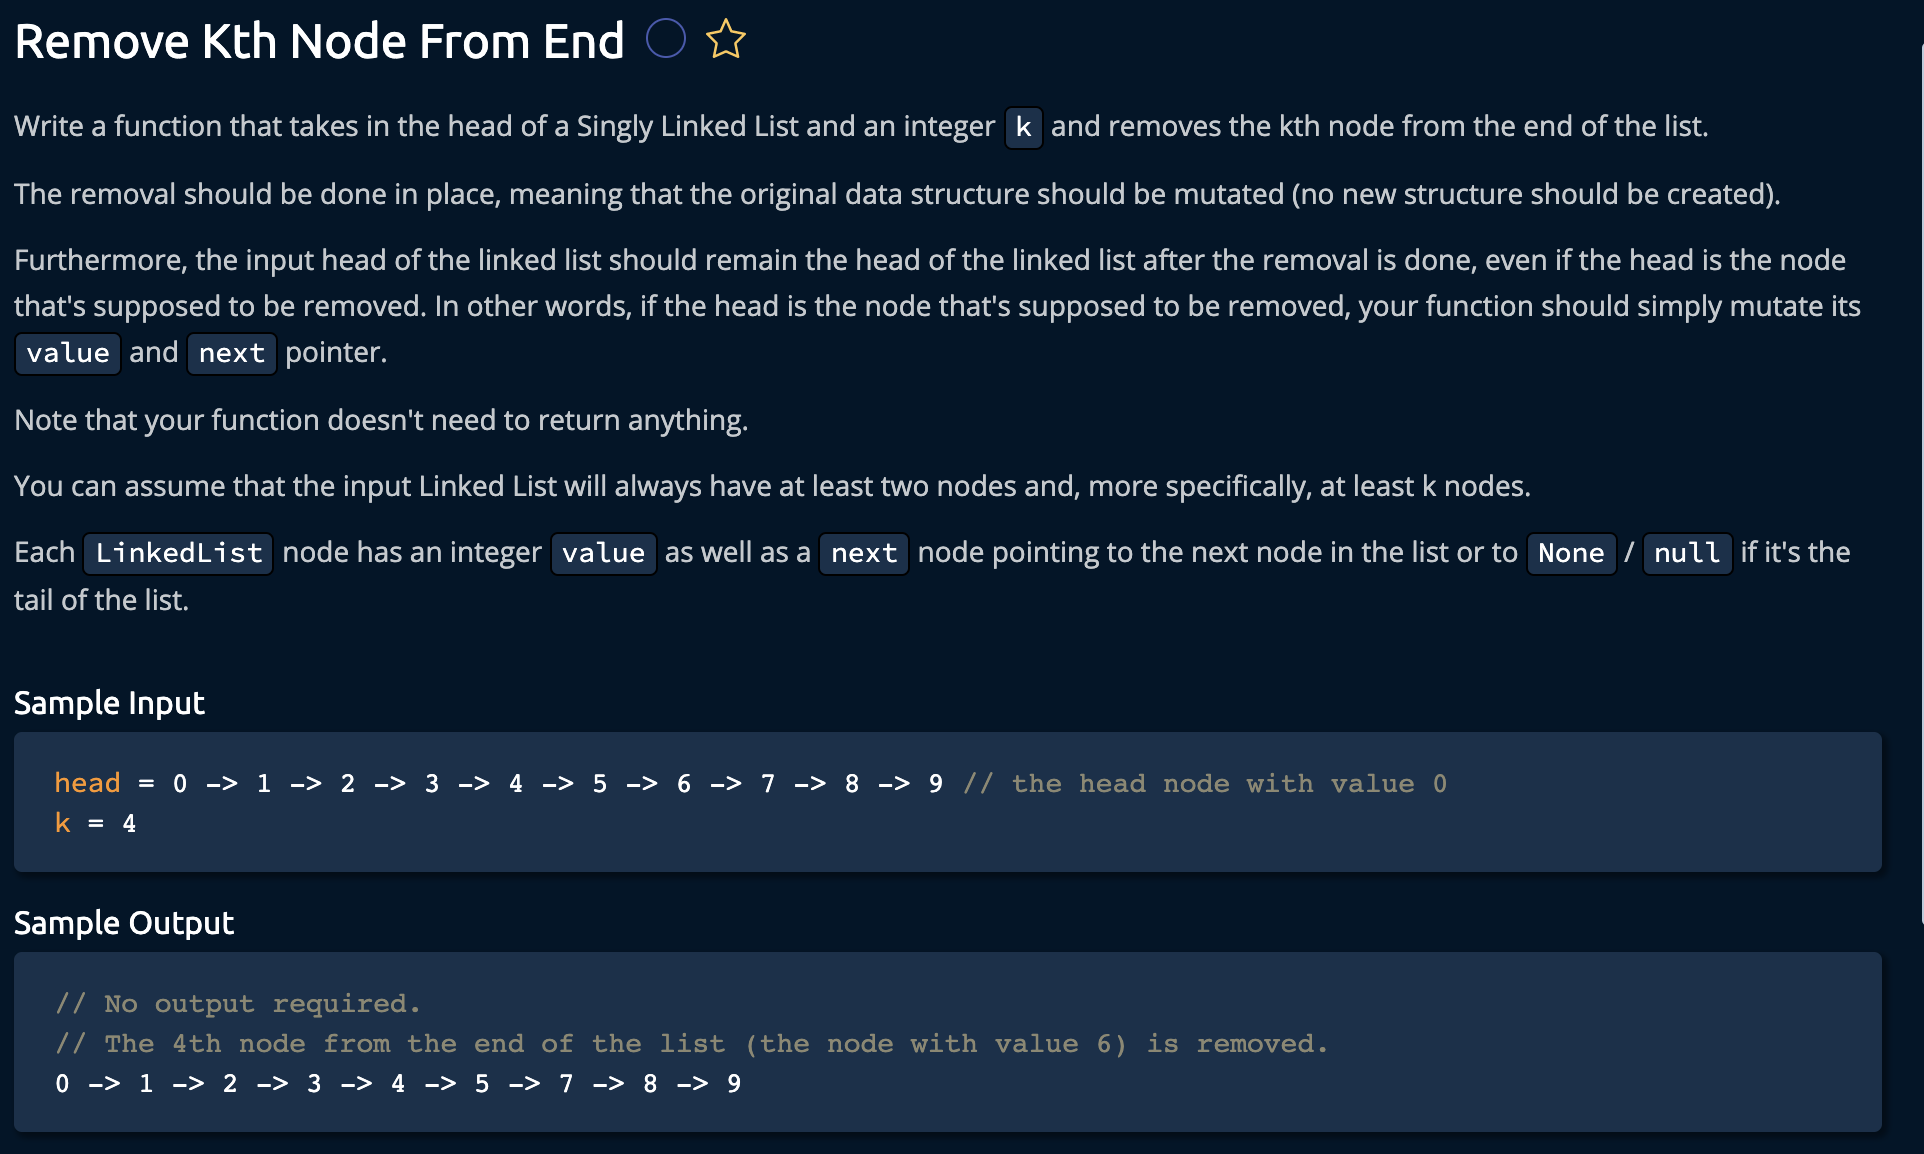 Remove Kth Node From End
Write a function that takes in the head of a Singly Linked List and an integer k and removes the kth node from the end of the list.
The removal should be done in place, meaning that the original data structure should be mutated (no new structure should be created).
Furthermore, the input head of the linked list should remain the head of the linked list after the removal is done, even if the head is the node
that's supposed to be removed. In other words, if the head is the node that's supposed to be removed, your function should simply mutate its
value and next pointer.
Note that your function doesn't need to return anything.
You can assume that the input Linked List will always have at least two nodes and, more specifically, at least k nodes.
Each LinkedList node has an integer value as well as a next node pointing to the next node in the list or to None / null if it's the
tail of the list.
Sample Input
head = 0 -> 1 -> 2 -> 3 -> 4 -> 5 -> 6 -> 7 -> 8 -> 9 // the head node with value 0
k = 4
Sample Output
// No output required.
// The 4th node from the end of the list (the node with value 6) is removed.
0 -> 1 -> 2 -> 3 -> 4 -> 5 -> 7 -> 8 -> 9